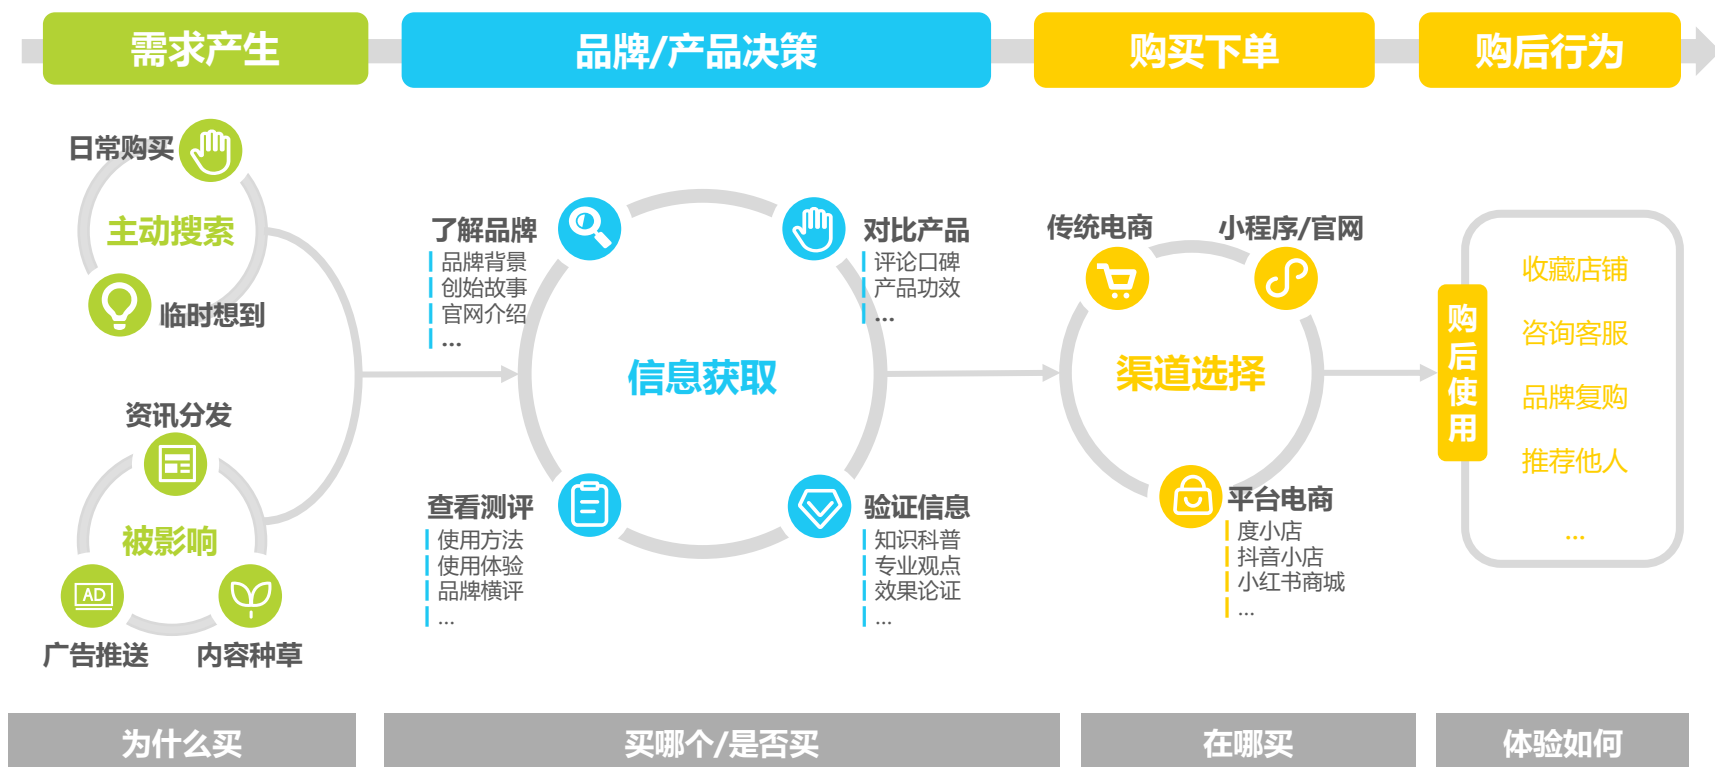 需求产生
品牌/产品决策
购买下单
购后行为
日常购买
主动搜索
临时想到
资讯分发
被影响
AD
广告推送
内容种草
了解品牌
品牌背景
创始故事
官网介绍
...
对比产品
评论口碑
产品功效
...
信息获取
查看测评
使用方法
使用体验
品牌横评
...
验证信息
知识科普
专业观点
效果论证
...
传统电商
小程序/官网
渠道选择
平台电商
度小店
抖音小店
小红书商城
...
购后使用
收藏店铺
咨询客服
品牌复购
推荐他人
...
为什么买
买哪个/是否买
在哪买
体验如何